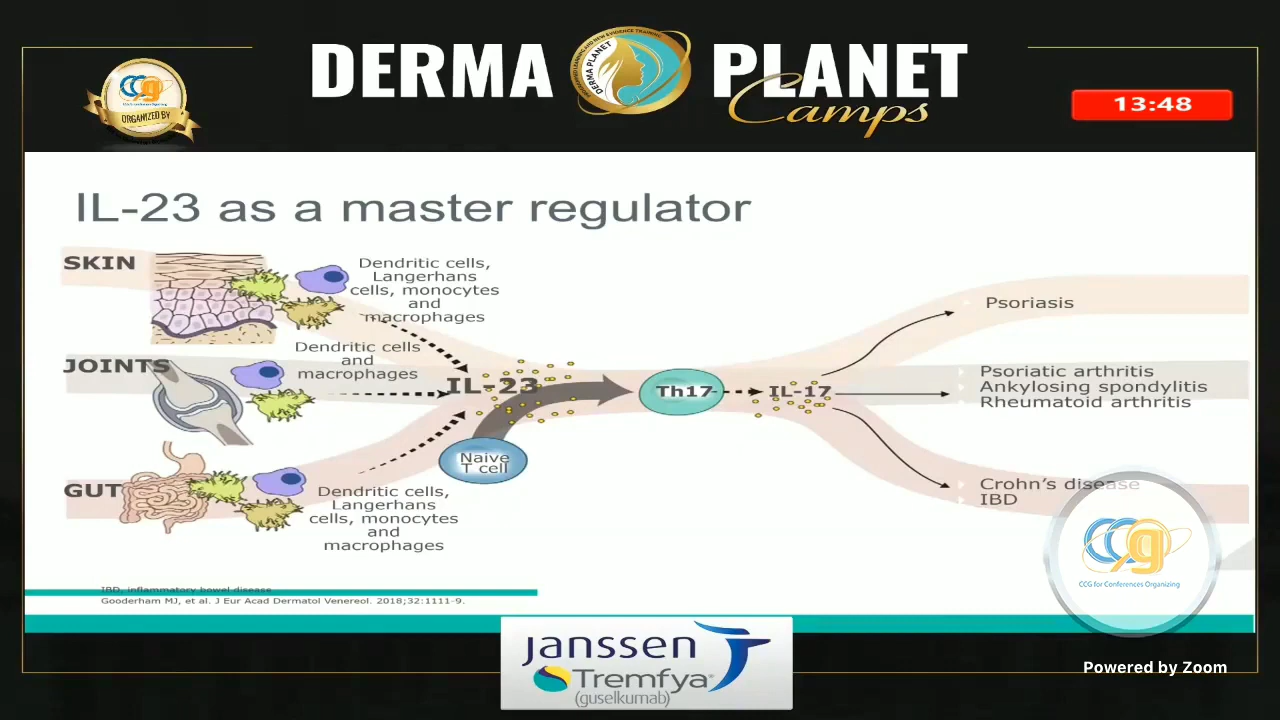 DERMA PLANET
Camps
DERMA PLANET
CCg
ORGANIZED BY
13:48
IL-23 as a master regulator
SKIN
Dendritic cells,
Langerhans
cells, monocytes
and
macrophages
JOINTS
Dendritic cells
and
macrophages
GUT
Dendritic cells,
Langerhans
cells, monocytes
and
macrophages
IL-23
Naive
T cell
Th17
IL-17
Psoriasis
Psoriatic arthritis
Ankylosing spondylitis
Rheumatoid arthritis
Crohn's disease
IBD
IBD, inflammatory bowel disease
Gooderham MJ, et al. J Eur Acad Dermatol Venereol. 2018;32:1111-9.
CCg
CCG for Conferences Organizing
Janssen
Tremfya®
(guselkumab)
Powered by Zoom